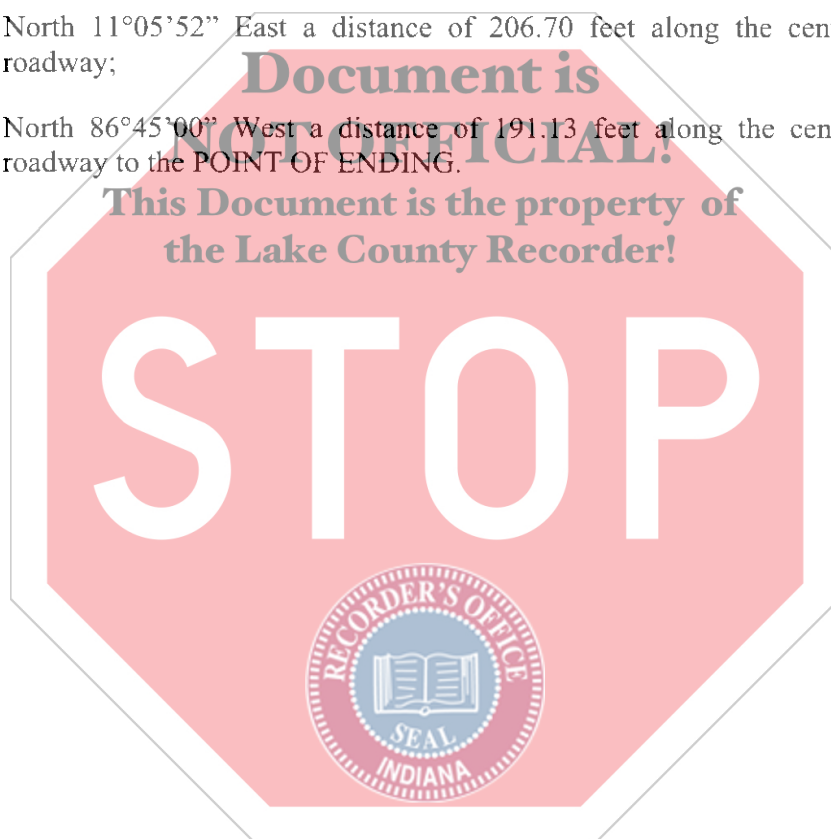 North 11°05’52” East a distance of 206.70 feet along the cen
roadway;
Document is
North 86°45’00” West a distance of 191.13 feet along the cen
NOT OFFICIAL!
roadway to the POINT OF ENDING.
This Document is the property of
the Lake County Recorder!
STOP
RECORDER'S OFFICE
SEAL
INDIANA